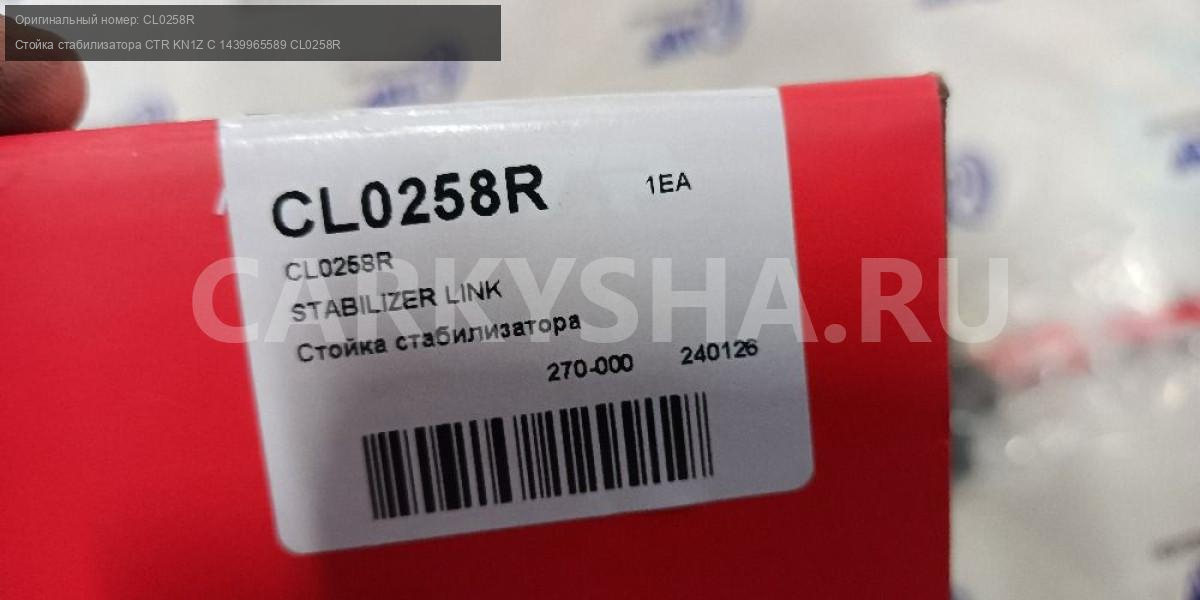 Оригинальный номер: CL0258R
Стойка стабилизатора CTR KN1Z C 1439965589 CL0258R
CL0258R
1EA
CL0258R
STABILIZER LINK
Стойка стабилизатора
270-000 240126
CARKYSHA.RU